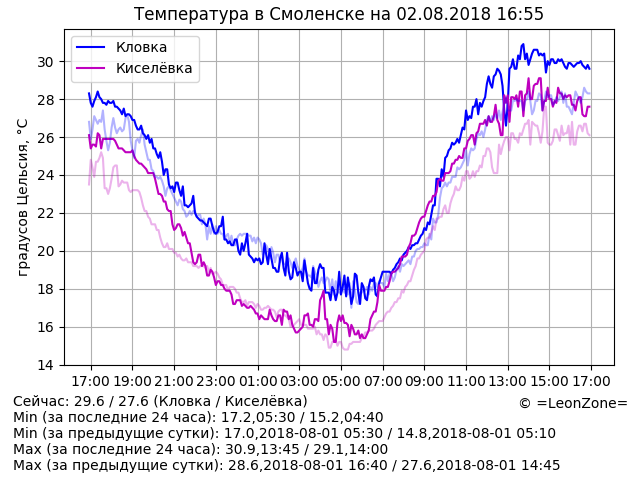 Температура в Смоленске на 02.08.2018 16:55
Кловка
Киселёвка
градусов Цельсия, °C
30
28
26
24
22
20
18
16
14
17:00 19:00 21:00 23:00 01:00 03:00 05:00 07:00 09:00 11:00 13:00 15:00 17:00
Сейчас: 29.6 / 27.6 (Кловка / Киселёвка)
© =LeonZone=
Min (за последние 24 часа): 17.2,05:30 / 15.2,04:40
Min (за предыдущие сутки): 17.0,2018-08-01 05:30 / 14.8,2018-08-01 05:10
Max (за последние 24 часа): 30.9,13:45 / 29.1,14:00
Max (за предыдущие сутки): 28.6,2018-08-01 16:40 / 27.6,2018-08-01 14:45